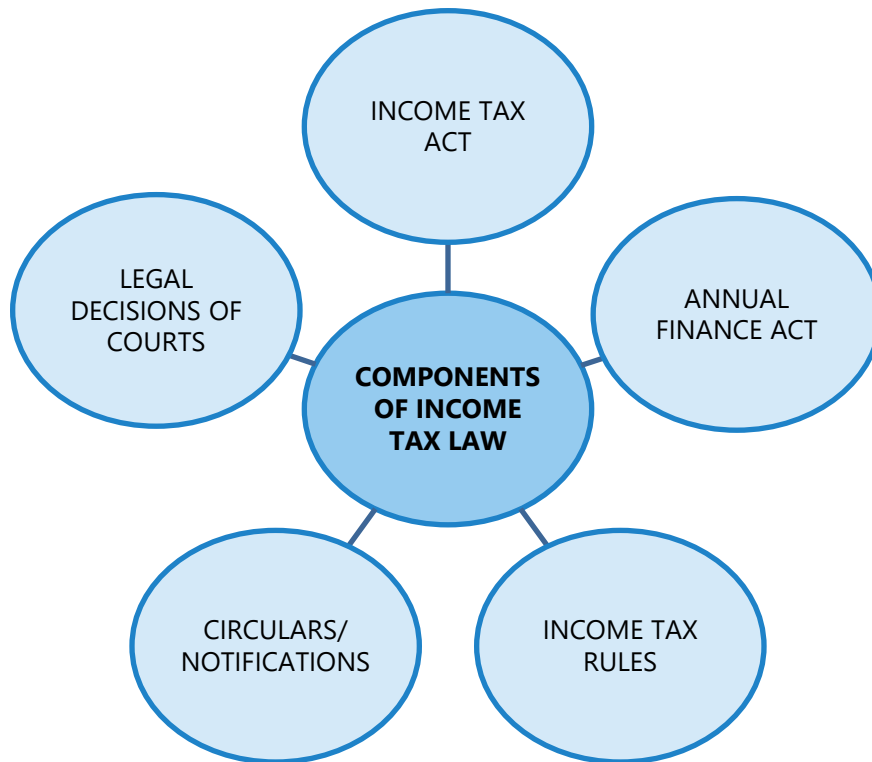 INCOME TAX
ACT
LEGAL
DECISIONS OF
COURTS
ANNUAL
FINANCE ACT
COMPONENTS
OF INCOME
TAX LAW
CIRCULARS/
NOTIFICATIONS
INCOME TAX
RULES